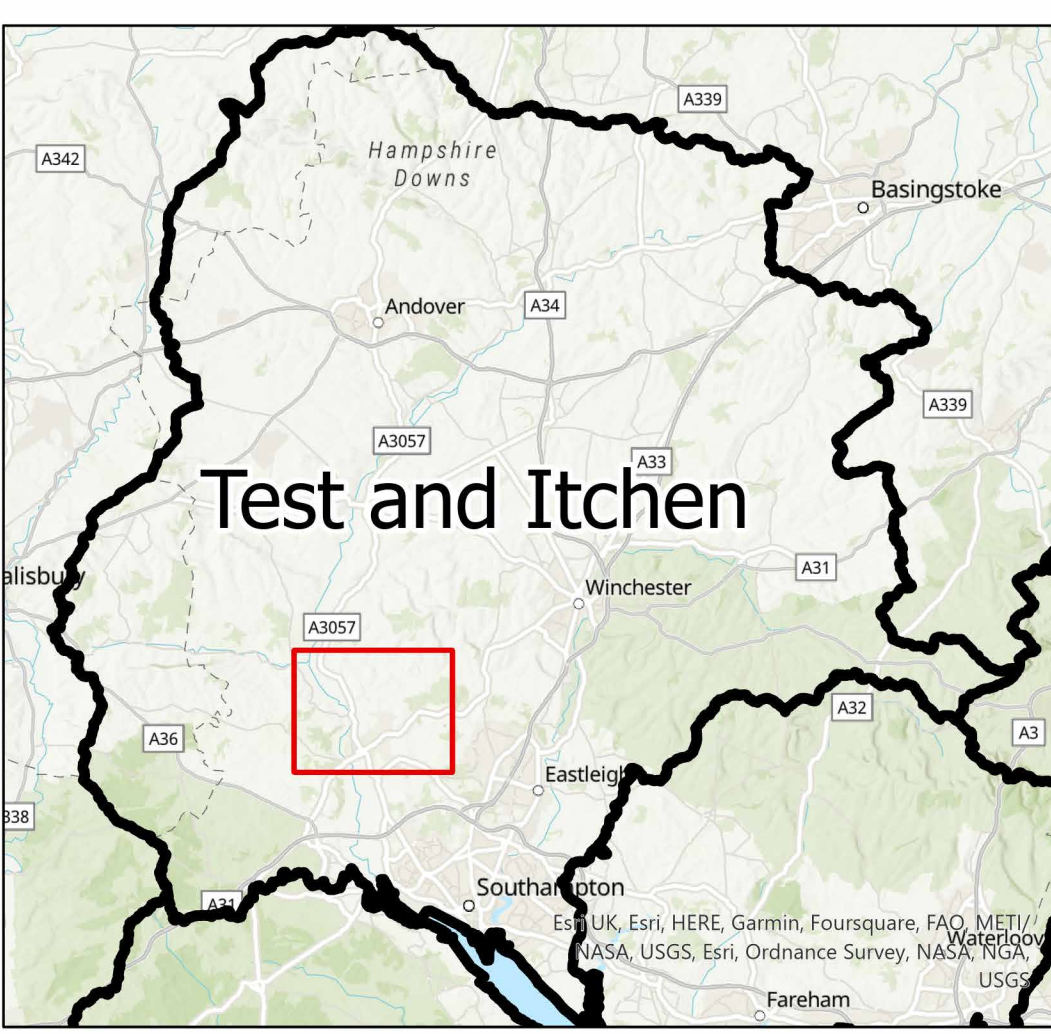 A339
A342
Hampshire
Downs
Basingstoke
Andover
A34
A339
A3057
A33
Test and Itchen
A31
alisbury
Winchester
A3057
A32
A36
A3
Eastleigh
338
Southampton
A31
Esri UK, Esri, HERE, Garmin, Foursquare, FAO, METI/
Waterloov
NASA, USGS, Esri, Ordnance Survey, NASA, NGA,
USGS
Fareham